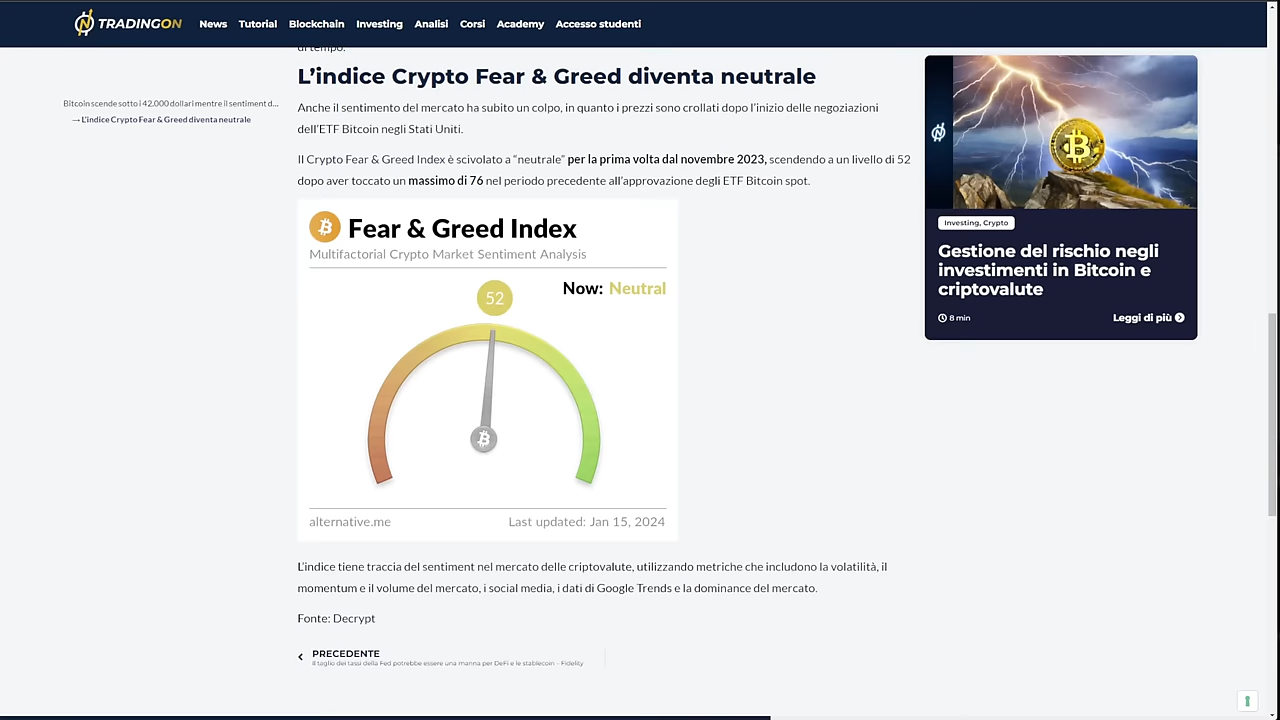 TRADINGON
News Tutorial Blockchain Investing Analisi Corsi Academy Accesso studenti
di tempo.
Bitcoin scende sotto i 42,000 dollari mentre il sentiment d...
→ L'indice Crypto Fear & Greed diventa neutrale
L'indice Crypto Fear & Greed diventa neutrale
Anche il sentimento del mercato ha subito un colpo, in quanto i prezzi sono crollati dopo l'inizio delle negoziazioni
dell'ETF Bitcoin negli Stati Uniti.
Il Crypto Fear & Greed Index è scivolato a “neutrale” per la prima volta dal novembre 2023, scendendo a un livello di 52
dopo aver toccato un massimo di 76 nel periodo precedente all'approvazione degli ETF Bitcoin spot.
Fear & Greed Index
Multifactorial Crypto Market Sentiment Analysis
Now: Neutral
52
alternative.me
Last updated: Jan 15, 2024
L'indice tiene traccia del sentiment nel mercato delle criptovalute, utilizzando metriche che includono la volatilità, il
momentum e il volume del mercato, i social media, i dati di Google Trends e la dominance del mercato.
Fonte: Decrypt
PRECEDENTE
Il taglio dei tassi della Fed potrebbe essere una manna per DeFi e le stablecoin – Fidelity
Investing, Crypto
Gestione del rischio negli
investimenti in Bitcoin e
criptovalute
8 min
Leggi di più